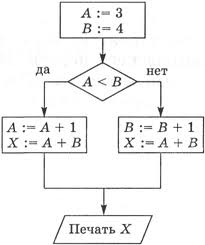 A := 3
B := 4
да
A < B
нет
A := A + 1
X := A + B
B := B + 1
X := A + B
Печать X